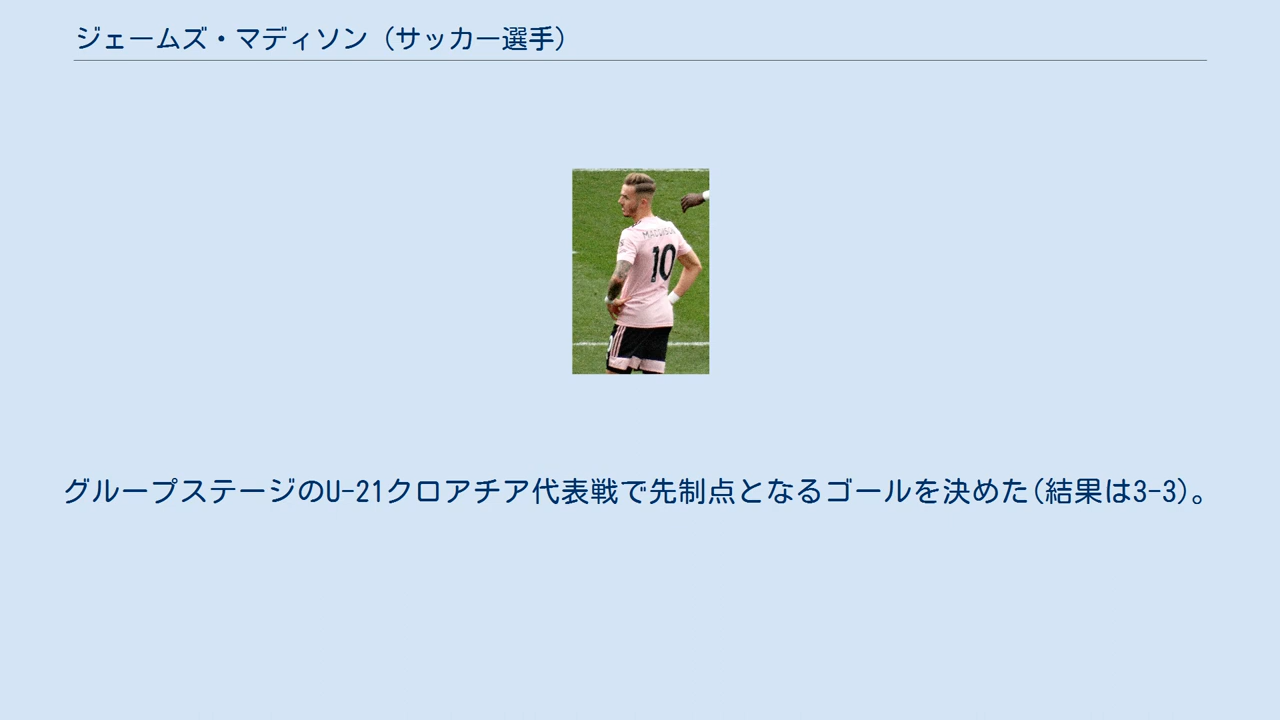 ジェームズ・マディソン（サッカー選手）
MADDISON
10
グループステージのU-21クロアチア代表戦で先制点となるゴールを決めた(結果は3-3)。